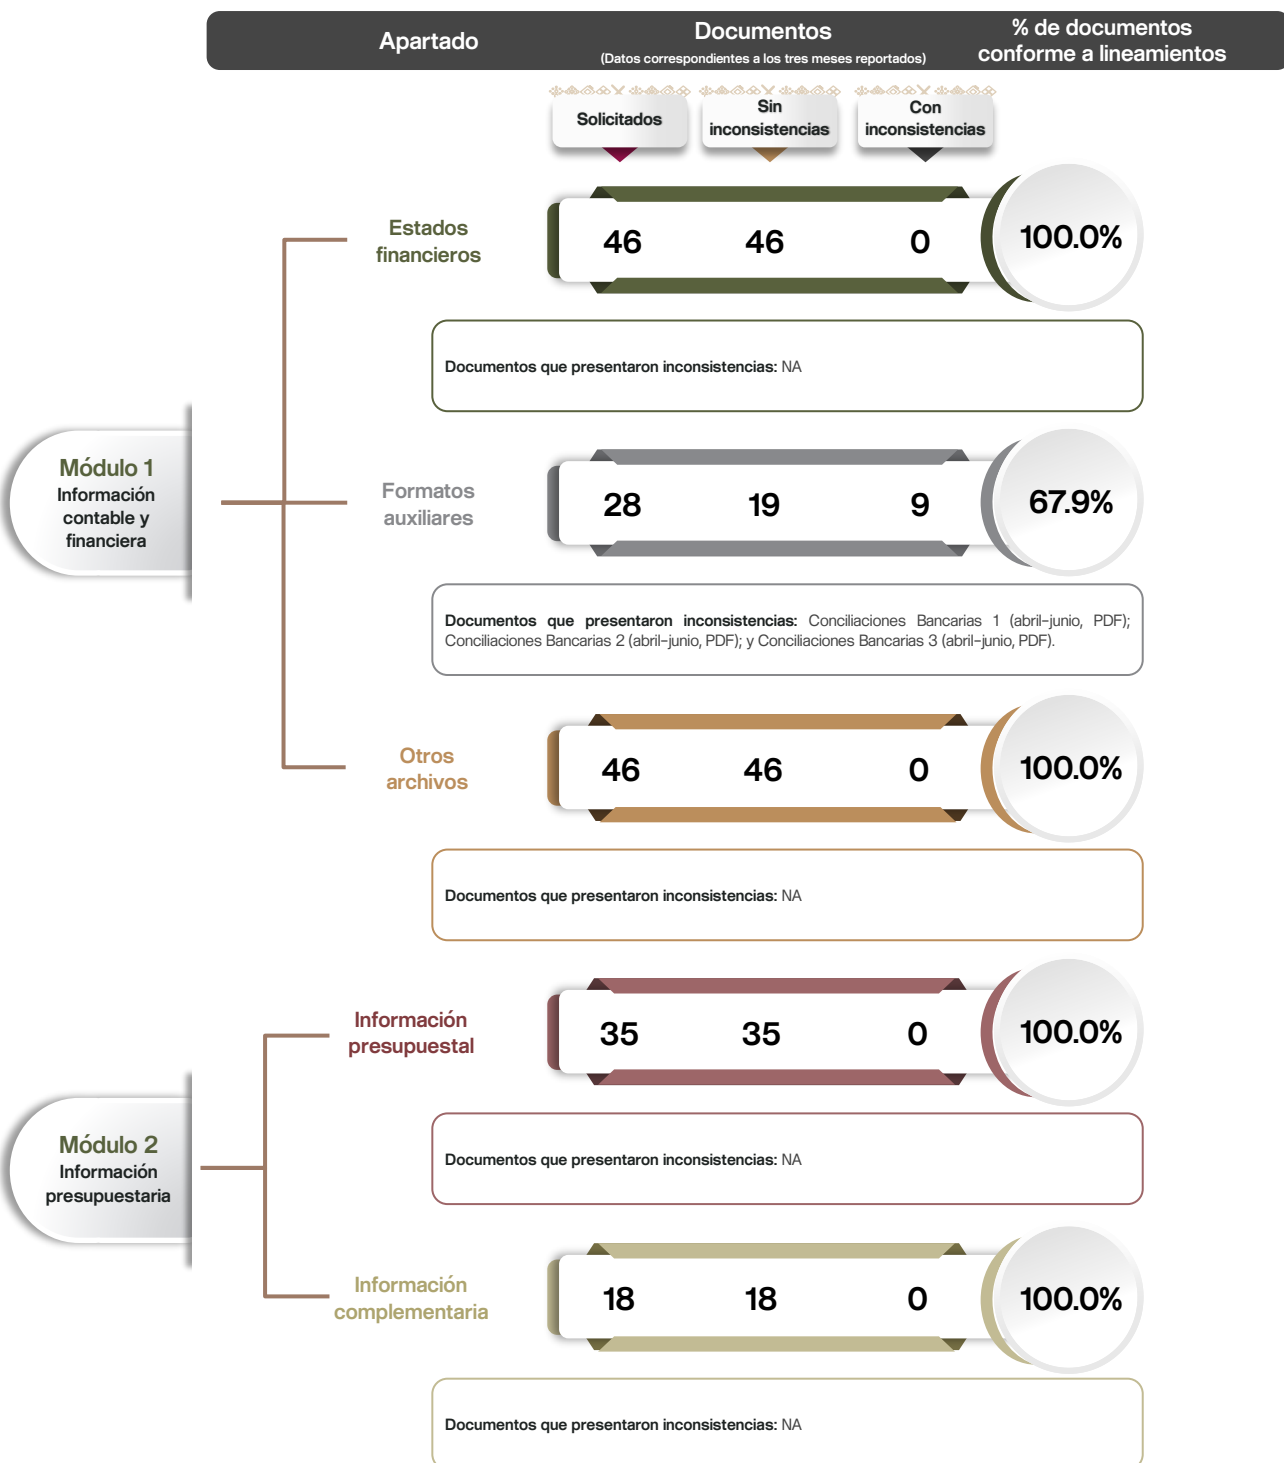 Apartado
Documentos
(Datos correspondientes a los tres meses reportados)
% de documentos
conforme a lineamientos
Solicitados
Sin
inconsistencias
Con
inconsistencias
Módulo 1
Información
contable y
financiera
Estados
financieros
46 46 0 100.0%
Documentos que presentaron inconsistencias: NA
Formatos
auxiliares
28 19 9 67.9%
Documentos que presentaron inconsistencias: Conciliaciones Bancarias 1 (abril-junio, PDF);
Conciliaciones Bancarias 2 (abril-junio, PDF); y Conciliaciones Bancarias 3 (abril-junio, PDF).
Otros
archivos
46 46 0 100.0%
Documentos que presentaron inconsistencias: NA
Módulo 2
Información
presupuestaria
Información
presupuestal
35 35 0 100.0%
Documentos que presentaron inconsistencias: NA
Información
complementaria
18 18 0 100.0%
Documentos que presentaron inconsistencias: NA